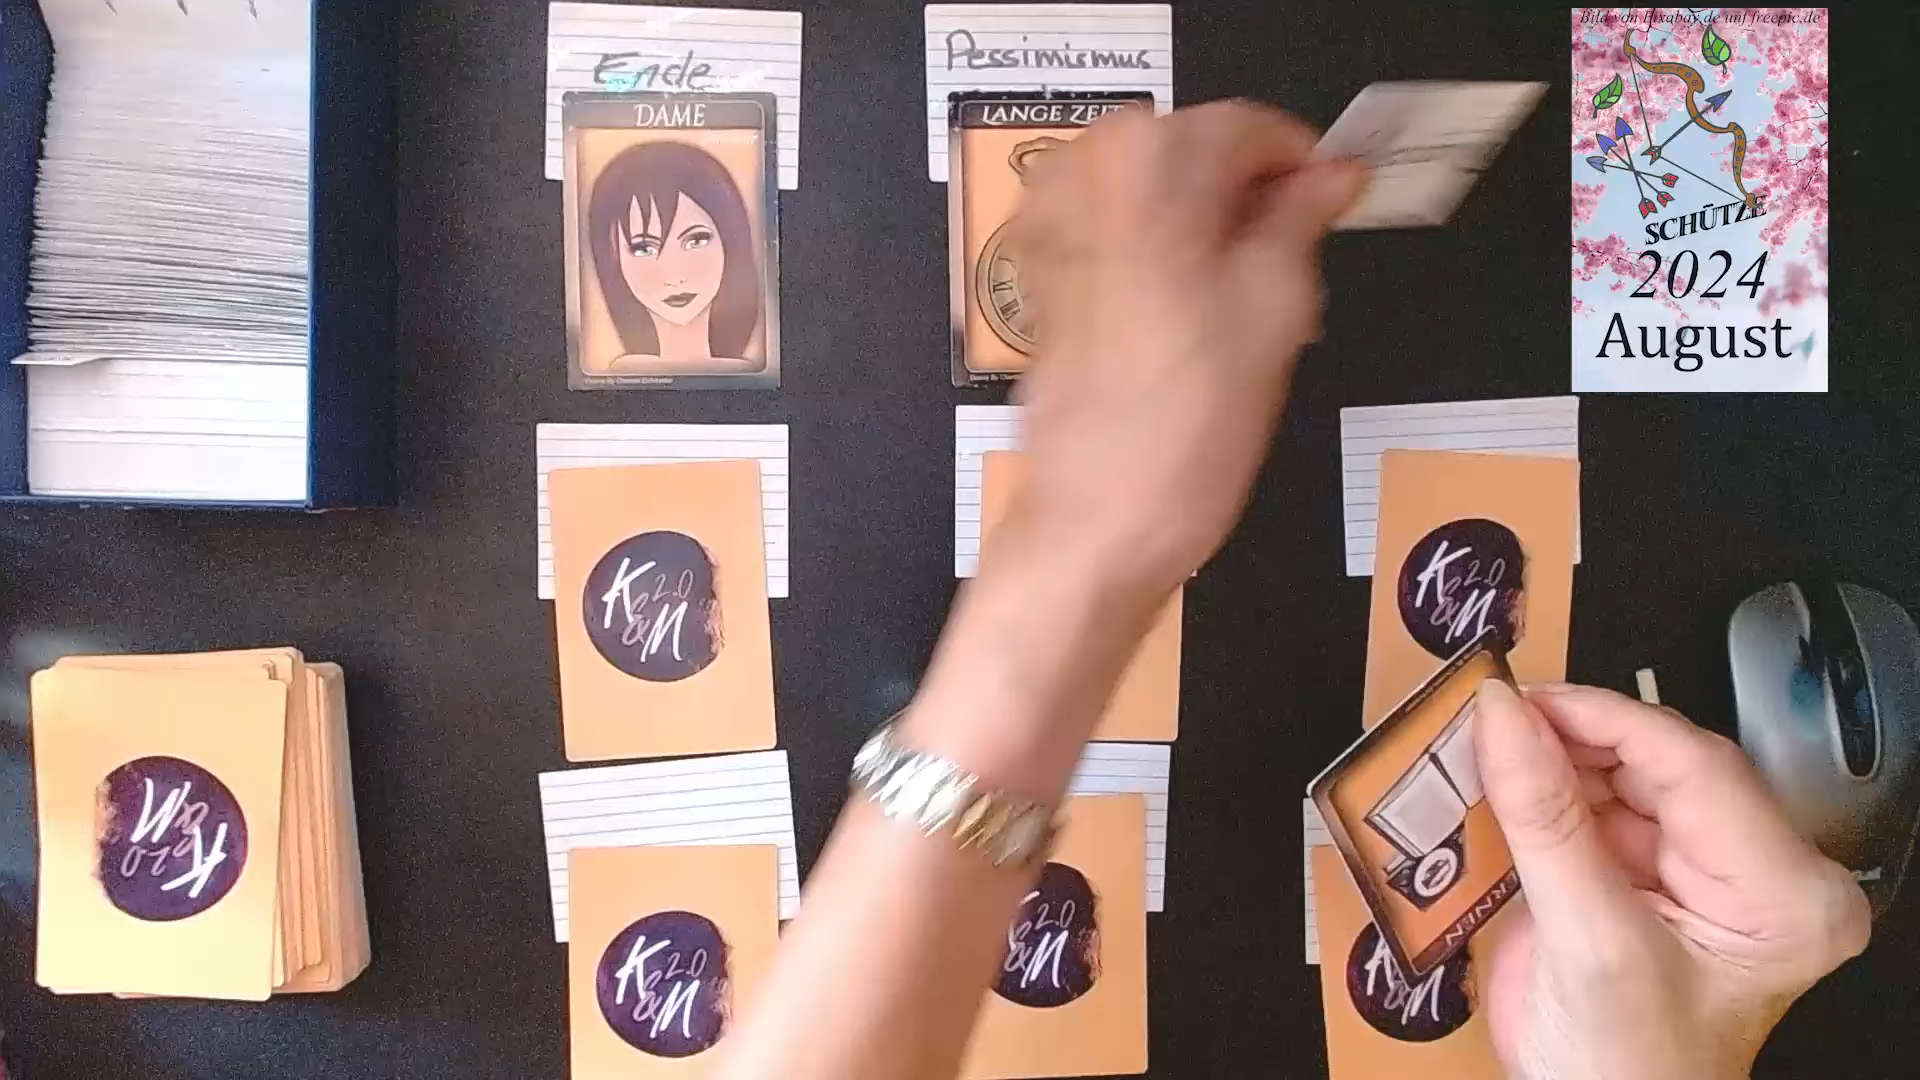 Bild von Pixabay.de unf freepic.de
Ende
Pessimismus
DAME
LANGE ZEIT
SCHÜTZE
2024
August
K&M 2.0
K&M 2.0
K&M 2.0
K&M 2.0
K&M 2.0
K&M 2.0